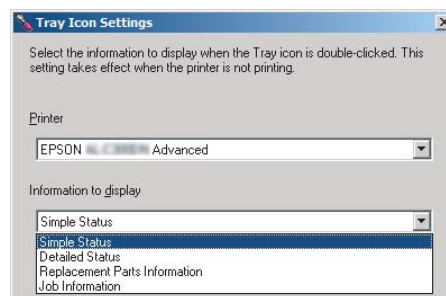 Tray Icon Settings
Select the information to display when the Tray icon is double-clicked. This
setting takes effect when the printer is not printing.
Printer
EPSON Advanced
Information to display
Simple Status
Simple Status
Detailed Status
Replacement Parts Information
Job Information